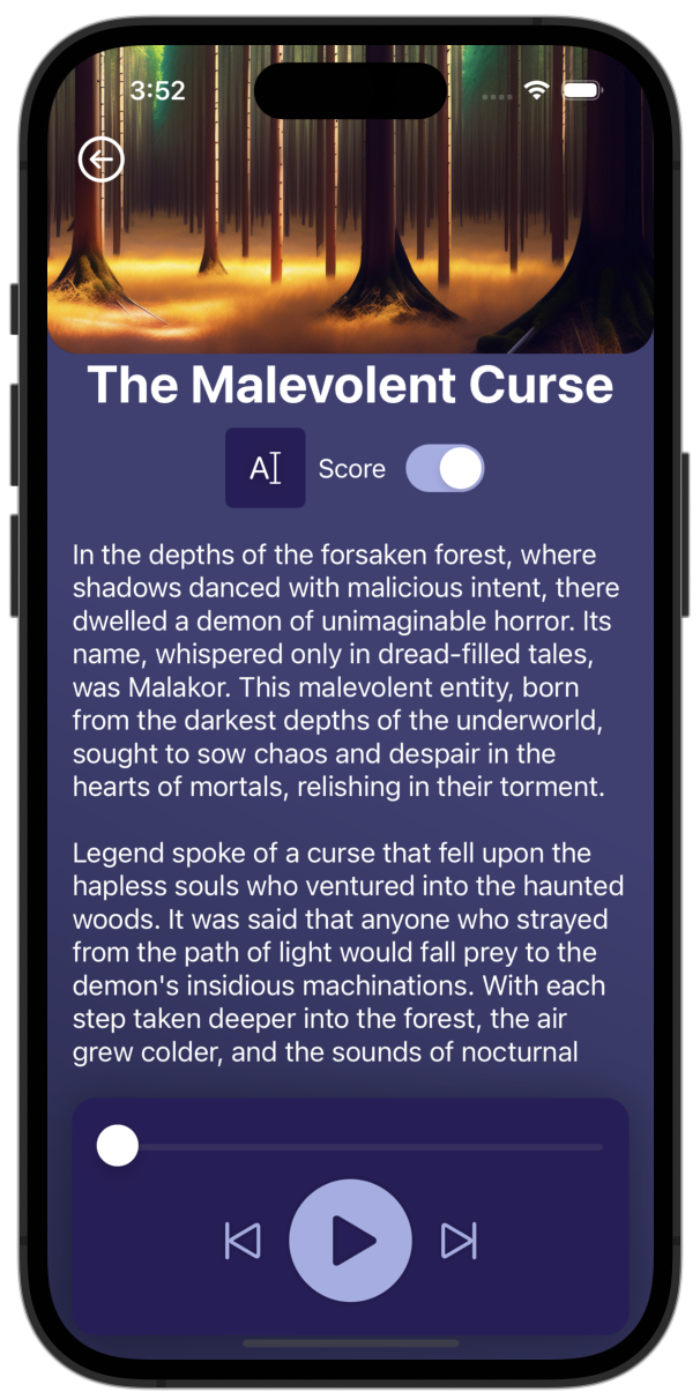 3:52
The Malevolent Curse
A
Score
In the depths of the forsaken forest, where
shadows danced with malicious intent, there
dwelled a demon of unimaginable horror. Its
name, whispered only in dread-filled tales,
was Malakor. This malevolent entity, born
from the darkest depths of the underworld,
sought to sow chaos and despair in the
hearts of mortals, relishing in their torment.
Legend spoke of a curse that fell upon the
hapless souls who ventured into the haunted
woods. It was said that anyone who strayed
from the path of light would fall prey to the
demon's insidious machinations. With each
step taken deeper into the forest, the air
grew colder, and the sounds of nocturnal